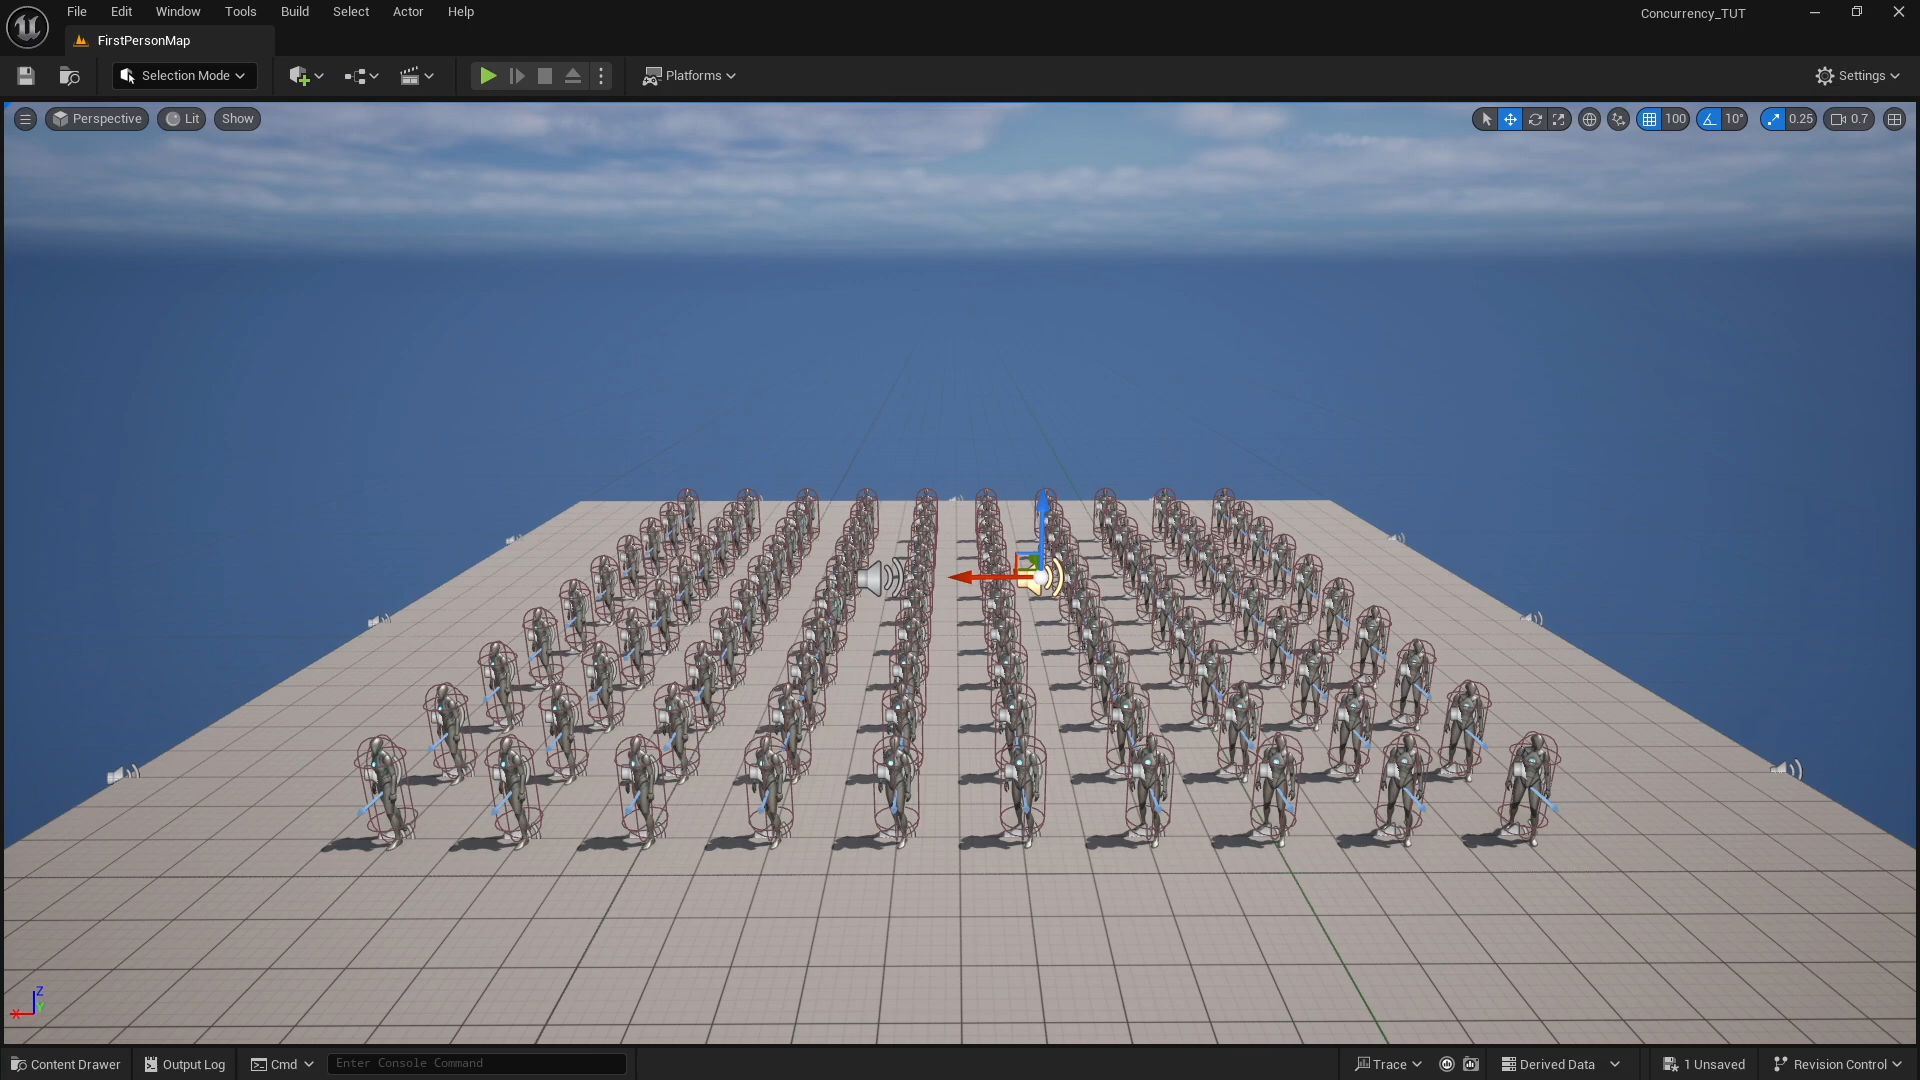 File Edit Window Tools Build Select Actor Help
Concurrency_TUT
FirstPersonMap
Selection Mode
Platforms
Settings
Perspective Lit Show
100 10° 0.25 0.7
Z
X
Y
Content Drawer Output Log Cmd Enter Console Command
Trace Derived Data 1 Unsaved Revision Control